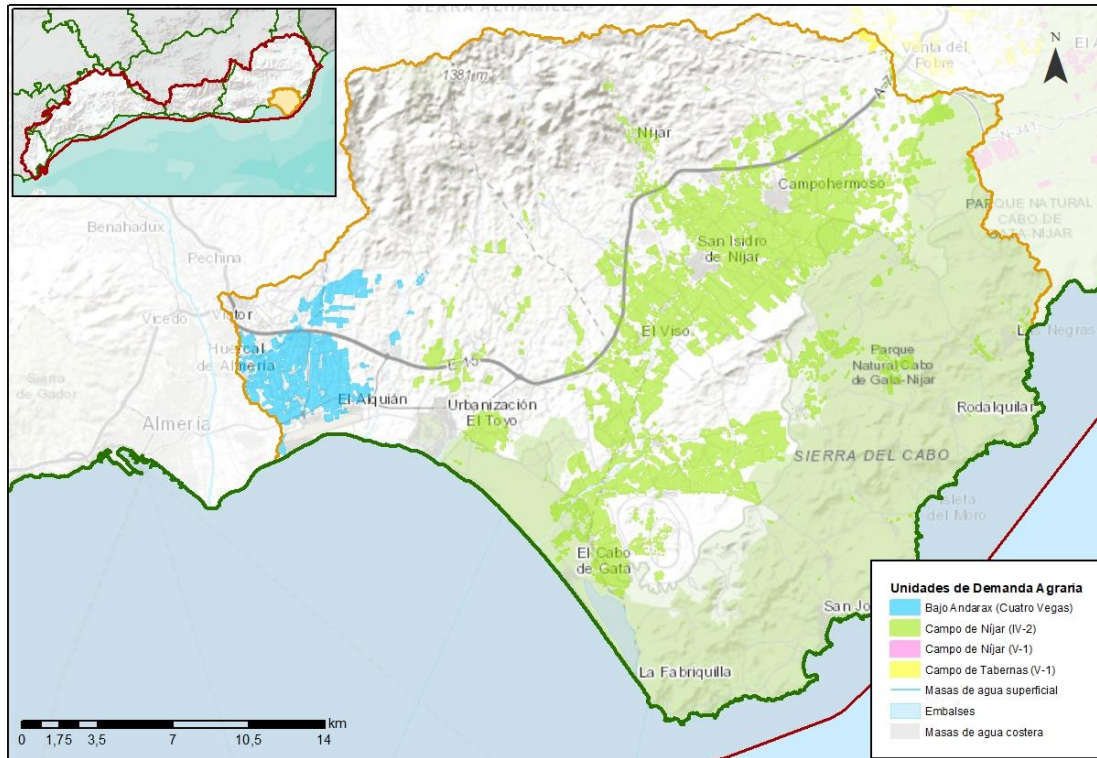 SIERRA ALHAMILLA
1381 m.
Venta del
Pobre
A-7
N
N-341
Níjar
Campohermoso
PARQUE NATURAL
CABO DE
GATA-NÍJAR
Benahadux
Pechina
San Isidro
de Níjar
Viator
Vícedo
Huércal
de Almería
El Viso
Las Negras
Sierra
de Gador
E-15
Parque
Natural Cabo
de Gata-Níjar
El Alquián
Urbanización
El Toyo
Rodalquilar
Almería
SIERRA DEL CABO
Isleta
del Moro
El Cabo
de Gata
San Jo
La Fabriquilla
Unidades de Demanda Agraria
Bajo Andarax (Cuatro Vegas)
Campo de Níjar (IV-2)
Campo de Níjar (V-1)
Campo de Tabernas (V-1)
Masas de agua superficial
Embalses
Masas de agua costera
km
0 1,75 3,5 7 10,5 14